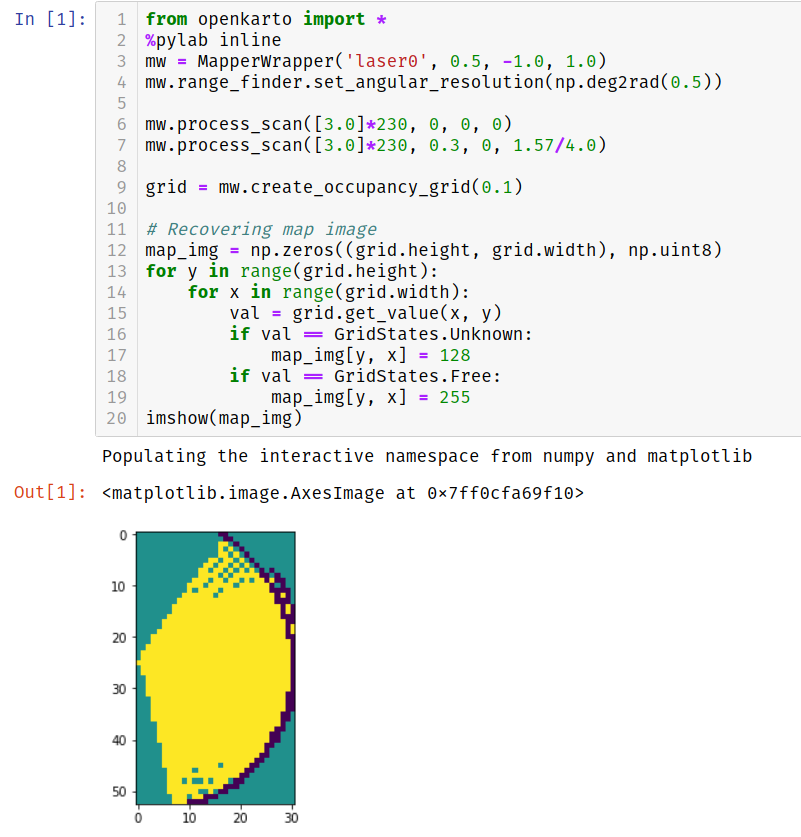 In [1]:
1 from openkarto import *
2 %pylab inline
3 mw = MapperWrapper('laser0', 0.5, -1.0, 1.0)
4 mw.range_finder.set_angular_resolution(np.deg2rad(0.5))
5
6 mw.process_scan([3.0]*230, 0, 0, 0)
7 mw.process_scan([3.0]*230, 0.3, 0, 1.57/4.0)
8
9 grid = mw.create_occupancy_grid(0.1)
10
11 # Recovering map image
12 map_img = np.zeros((grid.height, grid.width), np.uint8)
13 for y in range(grid.height):
14     for x in range(grid.width):
15         val = grid.get_value(x, y)
16         if val == GridStates.Unknown:
17             map_img[y, x] = 128
18         if val == GridStates.Free:
19             map_img[y, x] = 255
20 imshow(map_img)
Populating the interactive namespace from numpy and matplotlib
Out[1]: <matplotlib.image.AxesImage at 0x7ff0cfa69f10>
0
10
20
30
40
50
0 10 20 30